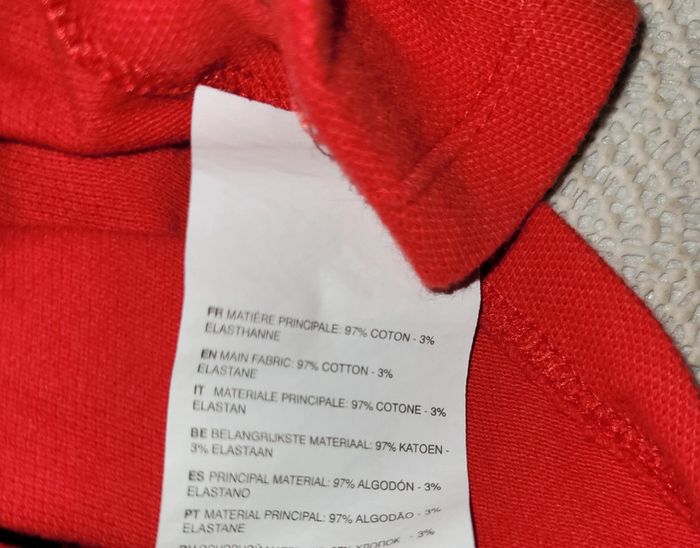 FR MATIÈRE PRINCIPALE: 97% COTON - 3%
ELASTHANNE
EN MAIN FABRIC: 97% COTTON - 3%
ELASTANE
IT MATERIALE PRINCIPALE: 97% COTONE - 3%
ELASTAN
BE BELANGRIJKSTE MATERIAAL: 97% KATOEN -
3% ELASTAAN
ES PRINCIPAL MATERIAL: 97% ALGODÓN - 3%
ELASTANO
PT MATERIAL PRINCIPAL: 97% ALGODÃO - 3%
ELASTANE
ХЛОПОК - 3%